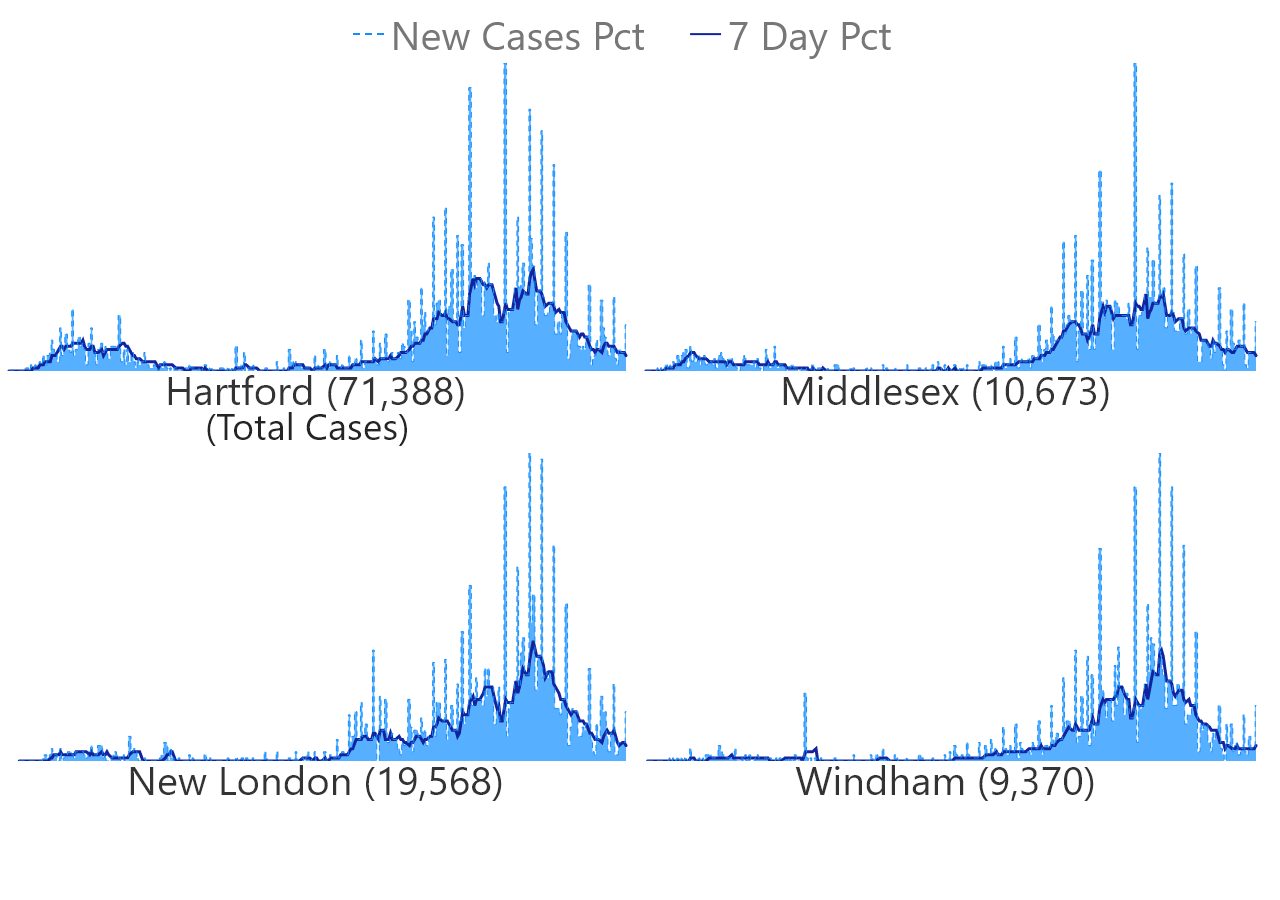 New Cases Pct 7 Day Pct
Hartford (71,388)
(Total Cases)
Middlesex (10,673)
New London (19,568)
Windham (9,370)